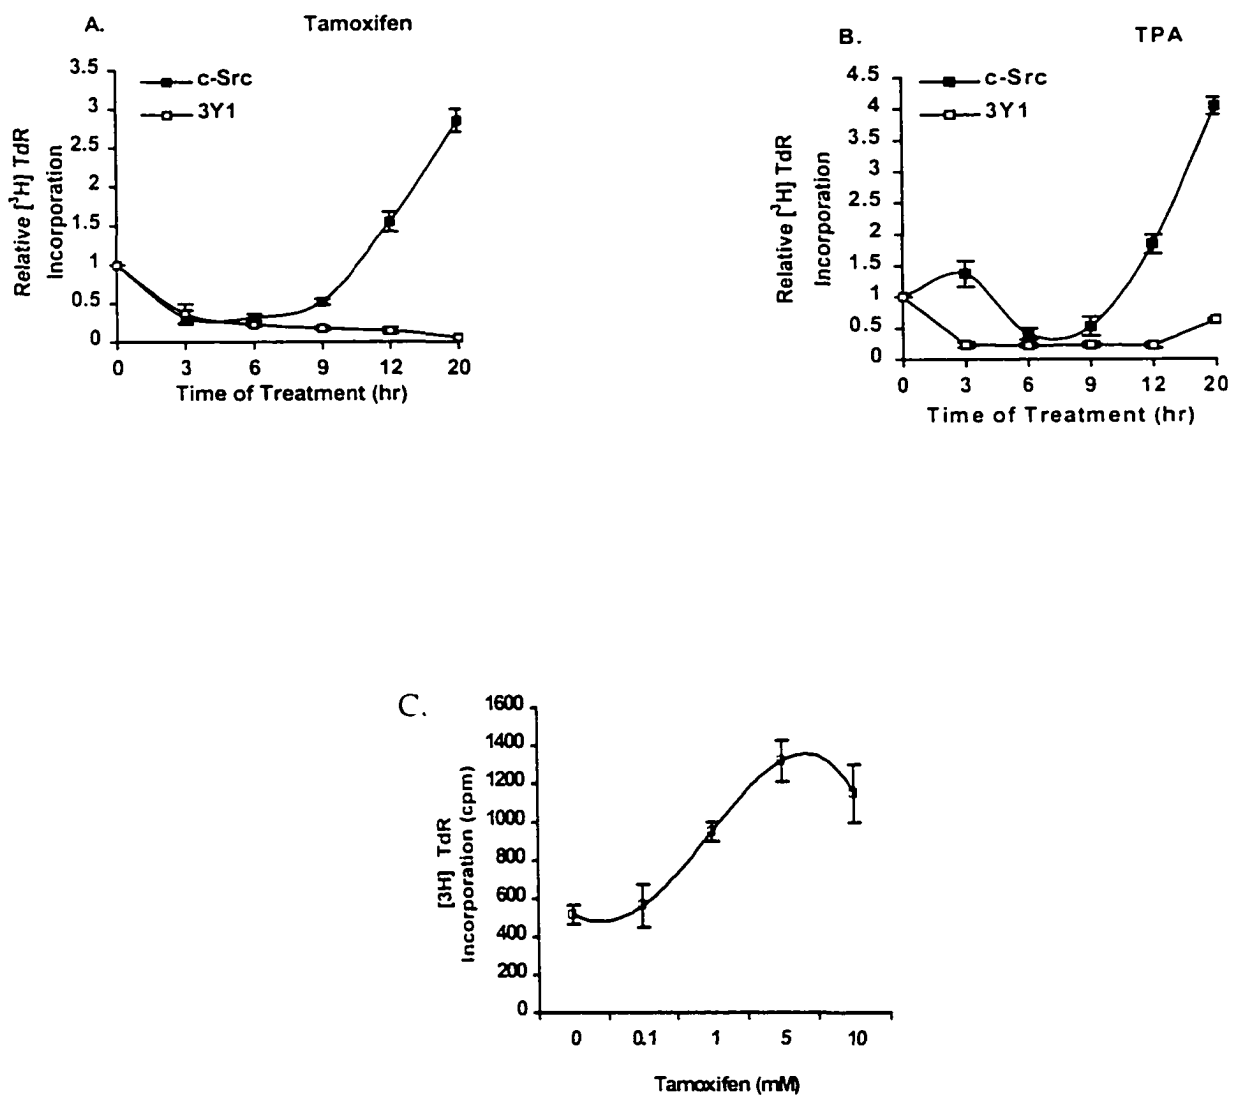 A.
Tamoxifen
Relative [³H] TdR
Incorporation
3.5
3
2.5
2
1.5
1
0.5
0
c-Src
3Y1
0 3 6 9 12 20
Time of Treatment (hr)
B.
TPA
Relative [³H] TdR
Incorporation
4.5
4
3.5
3
2.5
2
1.5
1
0.5
0
c-Src
3Y1
0 3 6 9 12 20
Time of Treatment (hr)
C.
[3H] TdR
Incorporation (cpm)
1600
1400
1200
1000
800
600
400
200
0
0 0.1 1 5 10
Tamoxifen (mM)